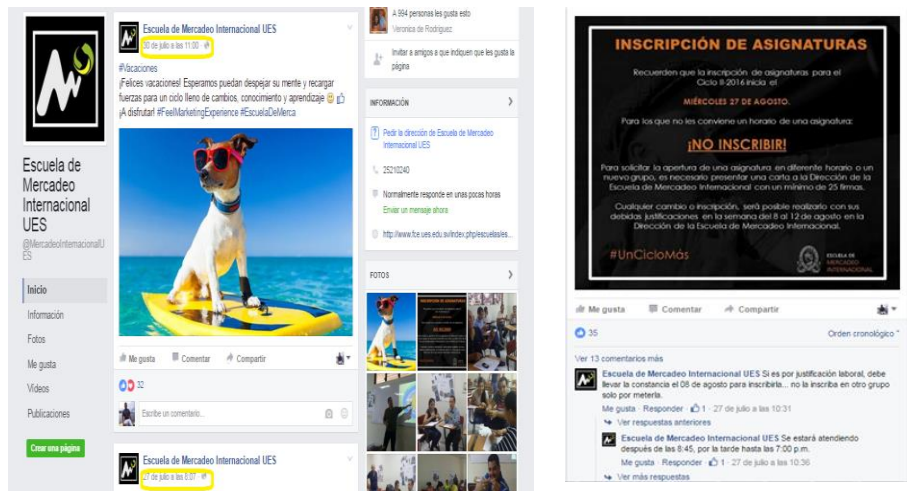 Escuela de
Mercadeo
Internacional
UES
@MercadeoInternacionalU
ES
Inicio
Información
Fotos
Me gusta
Videos
Publicaciones
Crear una página
Escuela de Mercadeo Internacional UES
30 de julio a las 11:00
#Vacaciones
¡Felices vacaciones! Esperamos puedan despejar su mente y recargar
fuerzas para un ciclo lleno de cambios, conocimiento y aprendizaje
¡A disfrutar! #FeelMarketingExperience #EscuelaDeMerca
Me gusta Comentar Compartir
32
Escribe un comentario...
Escuela de Mercadeo Internacional UES
27 de julio a las 8:07
A 994 personas les gusta esto
Veronica de Rodriguez
Invitar a amigos a que indiquen que les gusta la
página
INFORMACIÓN
Pedir la dirección de Escuela de Mercadeo
Internacional UES
25210240
Normalmente responde en unas pocas horas
Enviar un mensaje ahora
http://www.fce.ues.edu.sv/index.php/escuelas/es...
FOTOS
INSCRIPCIÓN DE ASIGNATURAS
Recuerden que la inscripción de asignaturas para el
Ciclo II-2016 inicia el
MIÉRCOLES 27 DE AGOSTO.
Para los que no les conviene un horario de una asignatura:
¡NO INSCRIBIR!
Para solicitar la apertura de una asignatura en diferente horario o un
nuevo grupo, es necesario presentar una carta a la Dirección de la
Escuela de Mercadeo Internacional con un mínimo de 25 firmas.
Cualquier cambio o inscripción, será posible realizarlo con sus
debidas justificaciones en la semana del 8 al 12 de agosto en la
Dirección de la Escuela de Mercadeo Internacional.
#UnCicloMás
ESCUELA DE
MERCADEO
INTERNACIONAL
Me gusta Comentar Compartir
35
Orden cronológico
Ver 13 comentarios más
Escuela de Mercadeo Internacional UES Si es por justificación laboral, debe
llevar la constancia el 08 de agosto para inscribirla... no la inscriba en otro grupo
solo por meterla.
Me gusta · Responder · 1 · 27 de julio a las 10:31
Ver respuestas anteriores
Escuela de Mercadeo Internacional UES Se estará atendiendo
después de las 8:45, por la tarde hasta las 7:00 p.m.
Me gusta · Responder · 1 · 27 de julio a las 10:36
Ver más respuestas